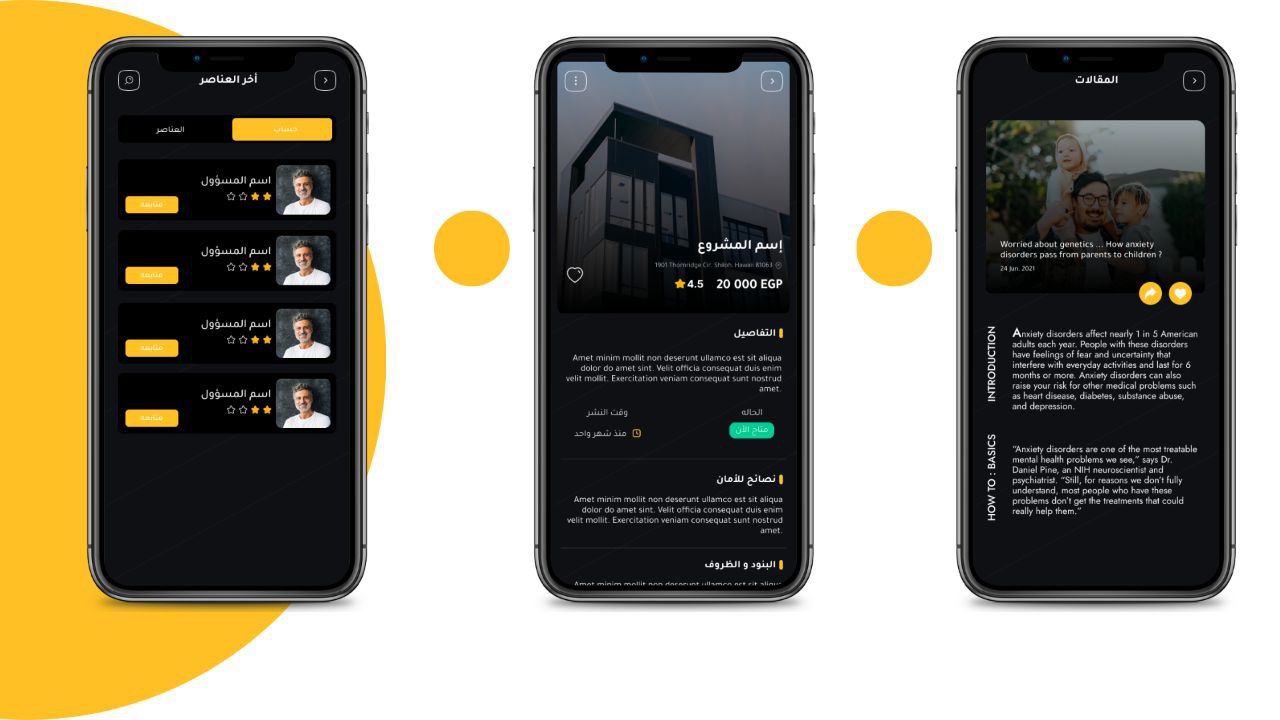 أخر العناصر
حساب
العناصر
اسم المسؤول
متابعة
اسم المسؤول
متابعة
اسم المسؤول
متابعة
اسم المسؤول
متابعة
إسم المشروع
1901 Thornridge Cir. Shiloh, Hawaii 81063
20 000 EGP
4.5
التفاصيل
Amet minim mollit non deserunt ullamco est sit aliqua
dolor do amet sint. Velit officia consequat duis enim
velit mollit. Exercitation veniam consequat sunt nostrud
amet.
الحاله
وقت النشر
متاح الأن
منذ شهر واحد
نصائح للأمان
Amet minim mollit non deserunt ullamco est sit aliqua
dolor do amet sint. Velit officia consequat duis enim
velit mollit. Exercitation veniam consequat sunt nostrud
amet.
البنود و الظروف
Amet minim mollit non deserunt ullamco est sit aliqua
المقالات
Worried about genetics ... How anxiety
disorders pass from parents to children ?
24 Jun, 2021
INTRODUCTION
Anxiety disorders affect nearly 1 in 5 American
adults each year. People with these disorders
have feelings of fear and uncertainty that
interfere with everyday activities and last for 6
months or more. Anxiety disorders can also
raise your risk for other medical problems such
as heart disease, diabetes, substance abuse,
and depression.
HOW TO : BASICS
“Anxiety disorders are one of the most treatable
mental health problems we see,” says Dr.
Daniel Pine, an NIH neuroscientist and
psychiatrist. “Still, for reasons we don’t fully
understand, most people who have these
problems don’t get the treatments that could
really help them.”